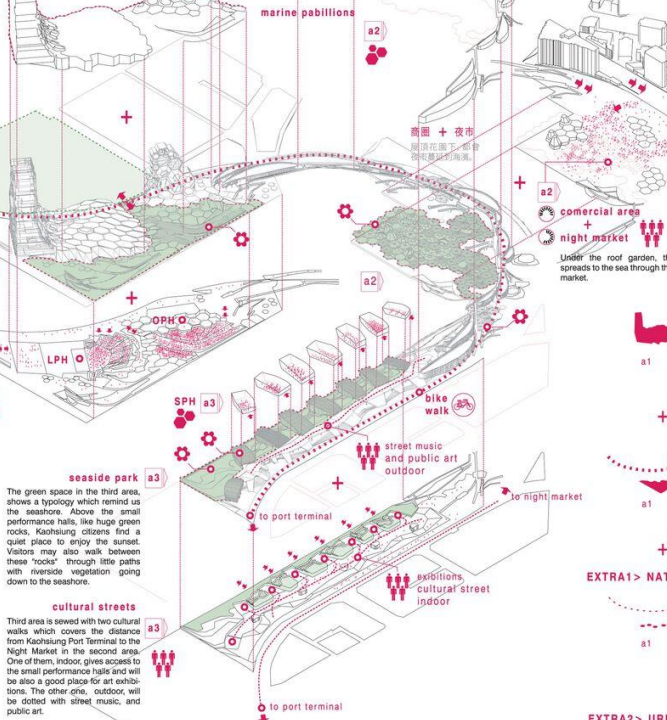 marine pabillions
a2
商圈 + 夜市
屋頂花園下,都會
夜市蔓延到海濱。
a2
comercial area
+
night market
Under the roof garden, th
spreads to the sea through th
market.
a2
OPH
LPH
a1
SPH a3
bike
walk
street music
and public art
outdoor
seaside park a3
The green space in the third area,
shows a typology which remind us
the seashore. Above the small
performance halls, like huge green
rocks, Kaohsiung citizens find a
quiet place to enjoy the sunset.
Visitors may also walk between
these "rocks" through little paths
with riverside vegetation going
down to the seashore.
to port terminal
to night market
a1
EXTRA1> NAT
exibitions
cultural street
indoor
cultural streets
a3
Third area is sewed with two cultural
walks which covers the distance
from Kaohsiung Port Terminal to the
Night Market in the second area.
One of them, indoor, gives access to
the small performance halls and will
be also a good place for art exhibi-
tions. The other one, outdoor, will
be dotted with street music, and
public art.
a1
to port terminal
EXTRA2> URB